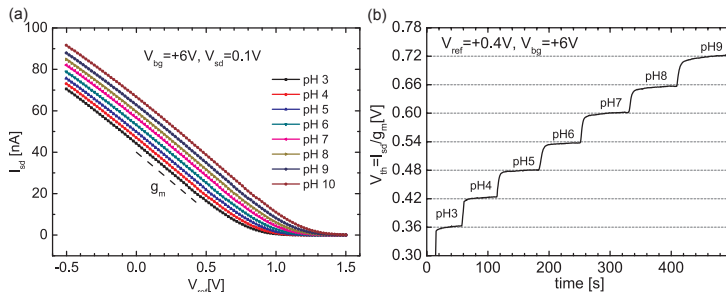 (a)
V_bg=+6V, V_sd=0.1V
pH 3
pH 4
pH 5
pH 6
pH 7
pH 8
pH 9
pH 10
g_m
I_sd [nA]
100
80
60
40
20
0
-0.5
0.0
0.5
1.0
1.5
V_ref[V]
(b)
V_ref=+0.4V, V_bg=+6V
pH9
pH8
pH7
pH6
pH5
pH4
pH3
V_th=I_sd/g_m[V]
0.72
0.66
0.60
0.54
0.48
0.42
0.36
0.30
0
100
200
300
400
time [s]